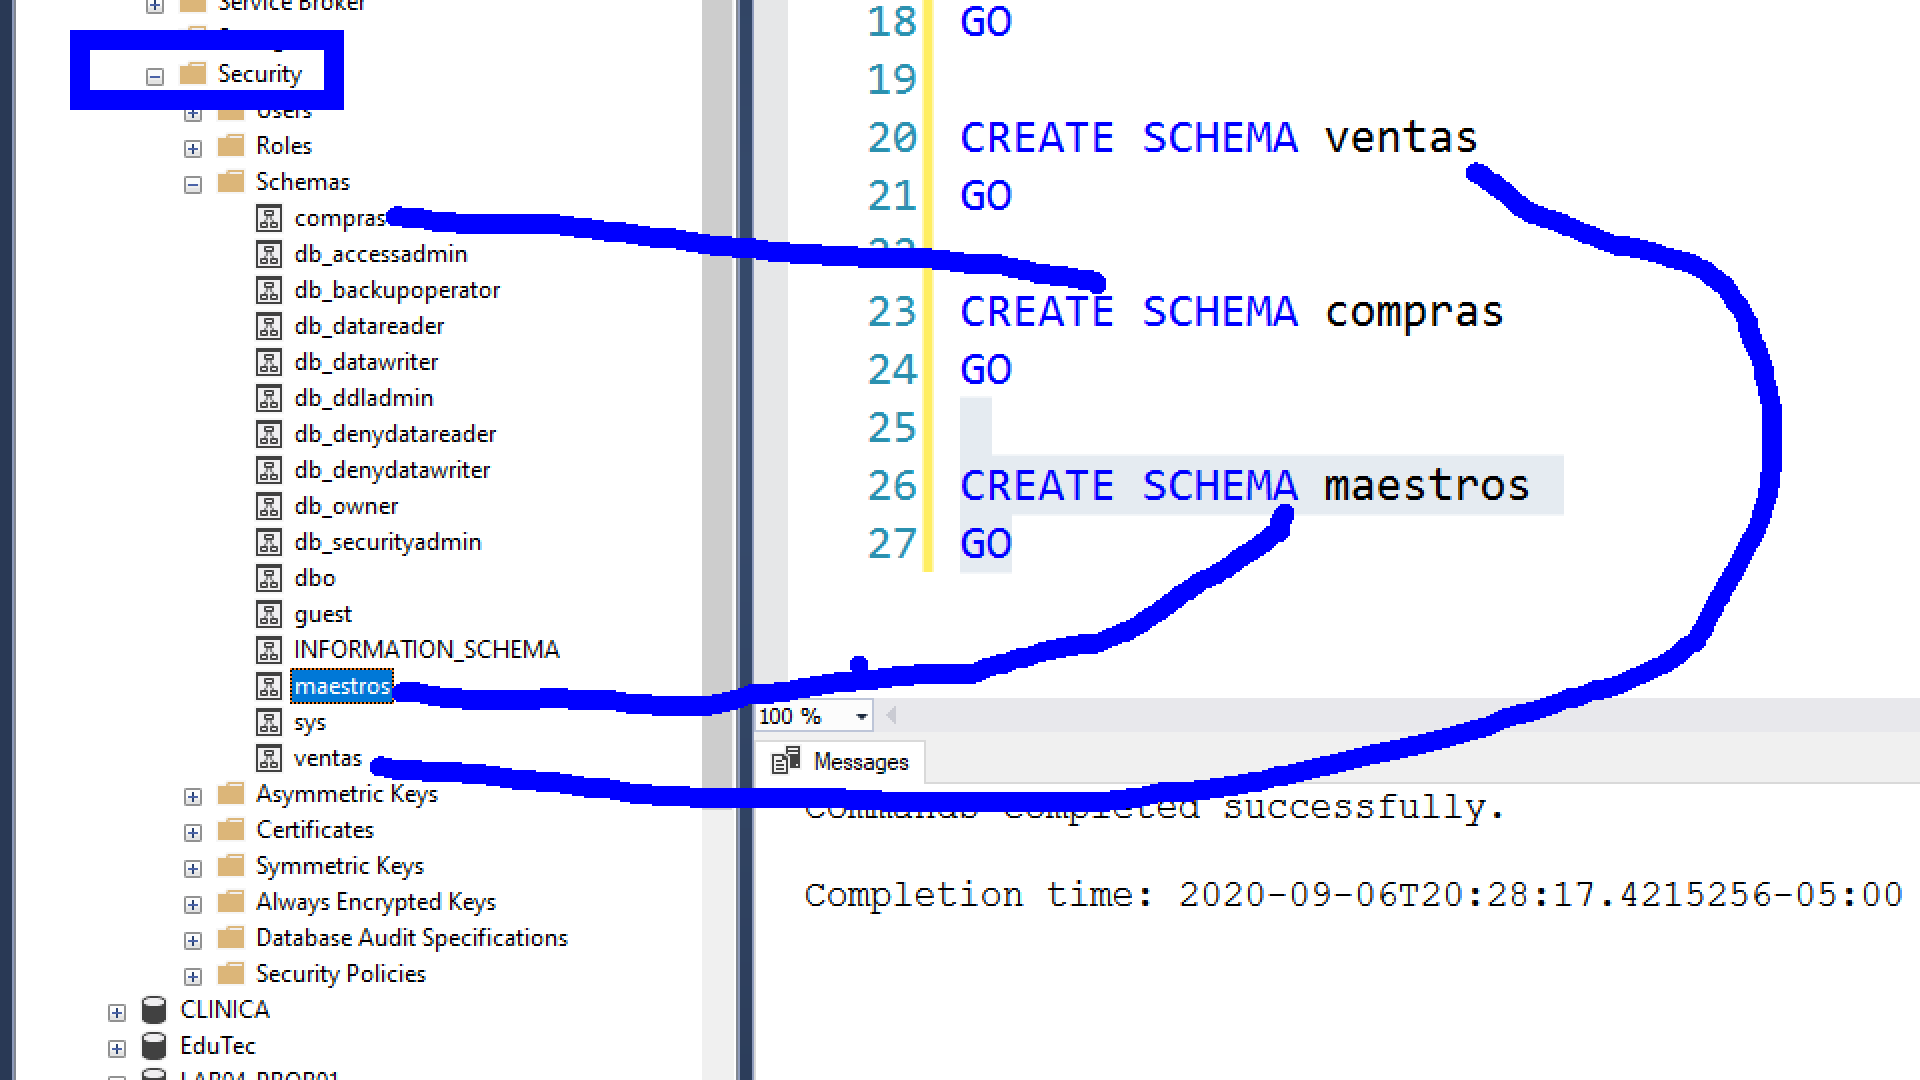 Service Broker
Security
Users
Roles
Schemas
compras
db_accessadmin
db_backupoperator
db_datareader
db_datawriter
db_ddladmin
db_denydatareader
db_denydatawriter
db_owner
db_securityadmin
dbo
guest
INFORMATION_SCHEMA
maestros
sys
ventas
Asymmetric Keys
Certificates
Symmetric Keys
Always Encrypted Keys
Database Audit Specifications
Security Policies
CLINICA
EduTec
18 GO
19
20 CREATE SCHEMA ventas
21 GO
22
23 CREATE SCHEMA compras
24 GO
25
26 CREATE SCHEMA maestros
27 GO
100 %
Messages
Commands completed successfully.
Completion time: 2020-09-06T20:28:17.4215256-05:00